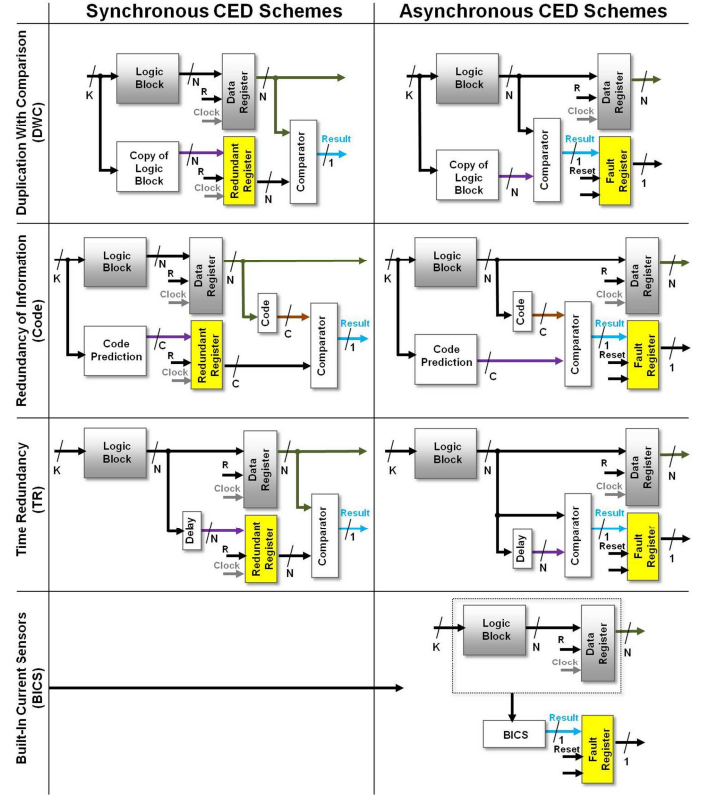 Synchronous CED Schemes
Asynchronous CED Schemes
Duplication With Comparison
(DWC)
K
Logic
Block
N
R
Clock
Data
Register
N
Copy of
Logic
Block
N
R
Clock
Redundant
Register
N
Comparator
Result
1
K
Logic
Block
N
R
Clock
Data
Register
N
Copy of
Logic
Block
N
Comparator
Result
1
Reset
Fault
Register
1
Redundancy of Information
(Code)
K
Logic
Block
N
R
Clock
Data
Register
N
Code
C
Code
Prediction
C
R
Clock
Redundant
Register
C
Comparator
Result
1
K
Logic
Block
N
R
Clock
Data
Register
N
Code
C
Code
Prediction
C
Comparator
Result
1
Reset
Fault
Register
1
Time Redundancy
(TR)
K
Logic
Block
N
R
Clock
Data
Register
N
Delay
N
R
Clock
Redundant
Register
N
Comparator
Result
1
K
Logic
Block
N
R
Clock
Data
Register
N
Delay
N
Comparator
Result
1
Reset
Fault
Register
1
Built-In Current Sensors
(BICS)
K
Logic
Block
N
R
Clock
Data
Register
N
BICS
Result
1
Reset
Fault
Register
1